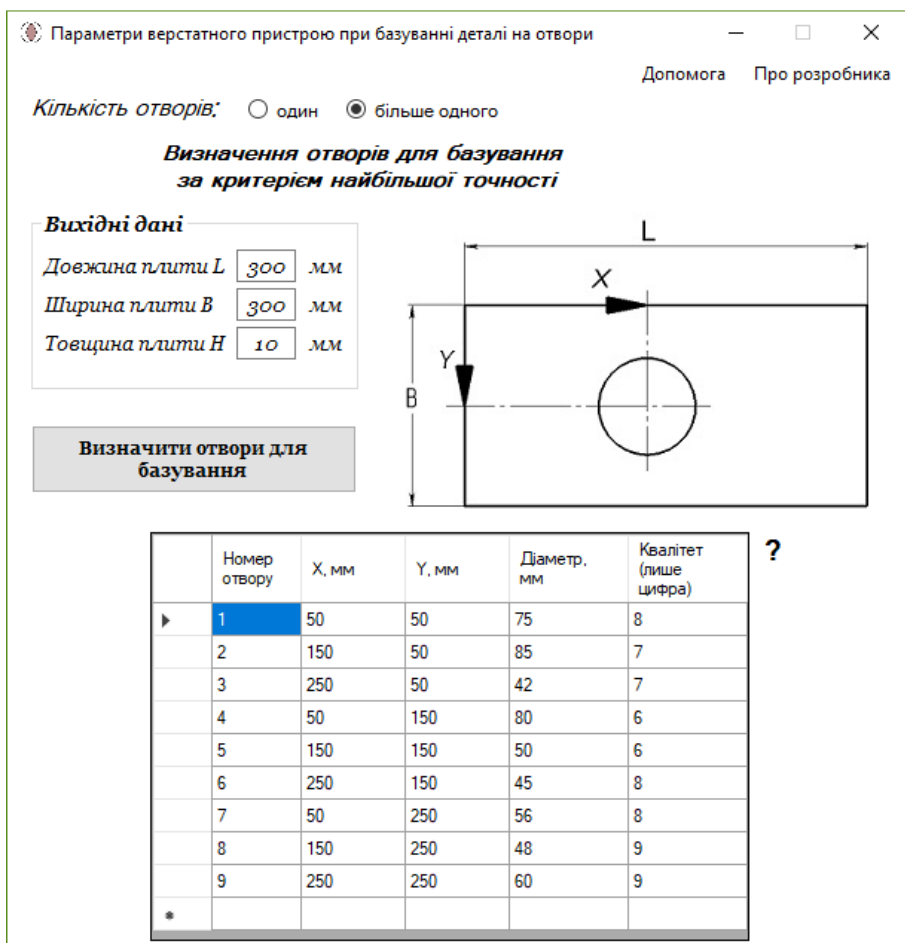 Параметри верстатного пристрою при базуванні деталі на отвори
Допомога Про розробника
Кількість отворів: один більше одного
Визначення отворів для базування
за критерієм найбільшої точності
Вихідні дані
Довжина плити L 300 мм
Ширина плити B 300 мм
Товщина плити H 10 мм
Визначити отвори для
базування
L
X
Y
B
Номер отвору X, мм Y, мм Діаметр, мм Квалітет (лише цифра)
?
1 50 50 75 8
2 150 50 85 7
3 250 50 42 7
4 50 150 80 6
5 150 150 50 6
6 250 150 45 8
7 50 250 56 8
8 150 250 48 9
9 250 250 60 9